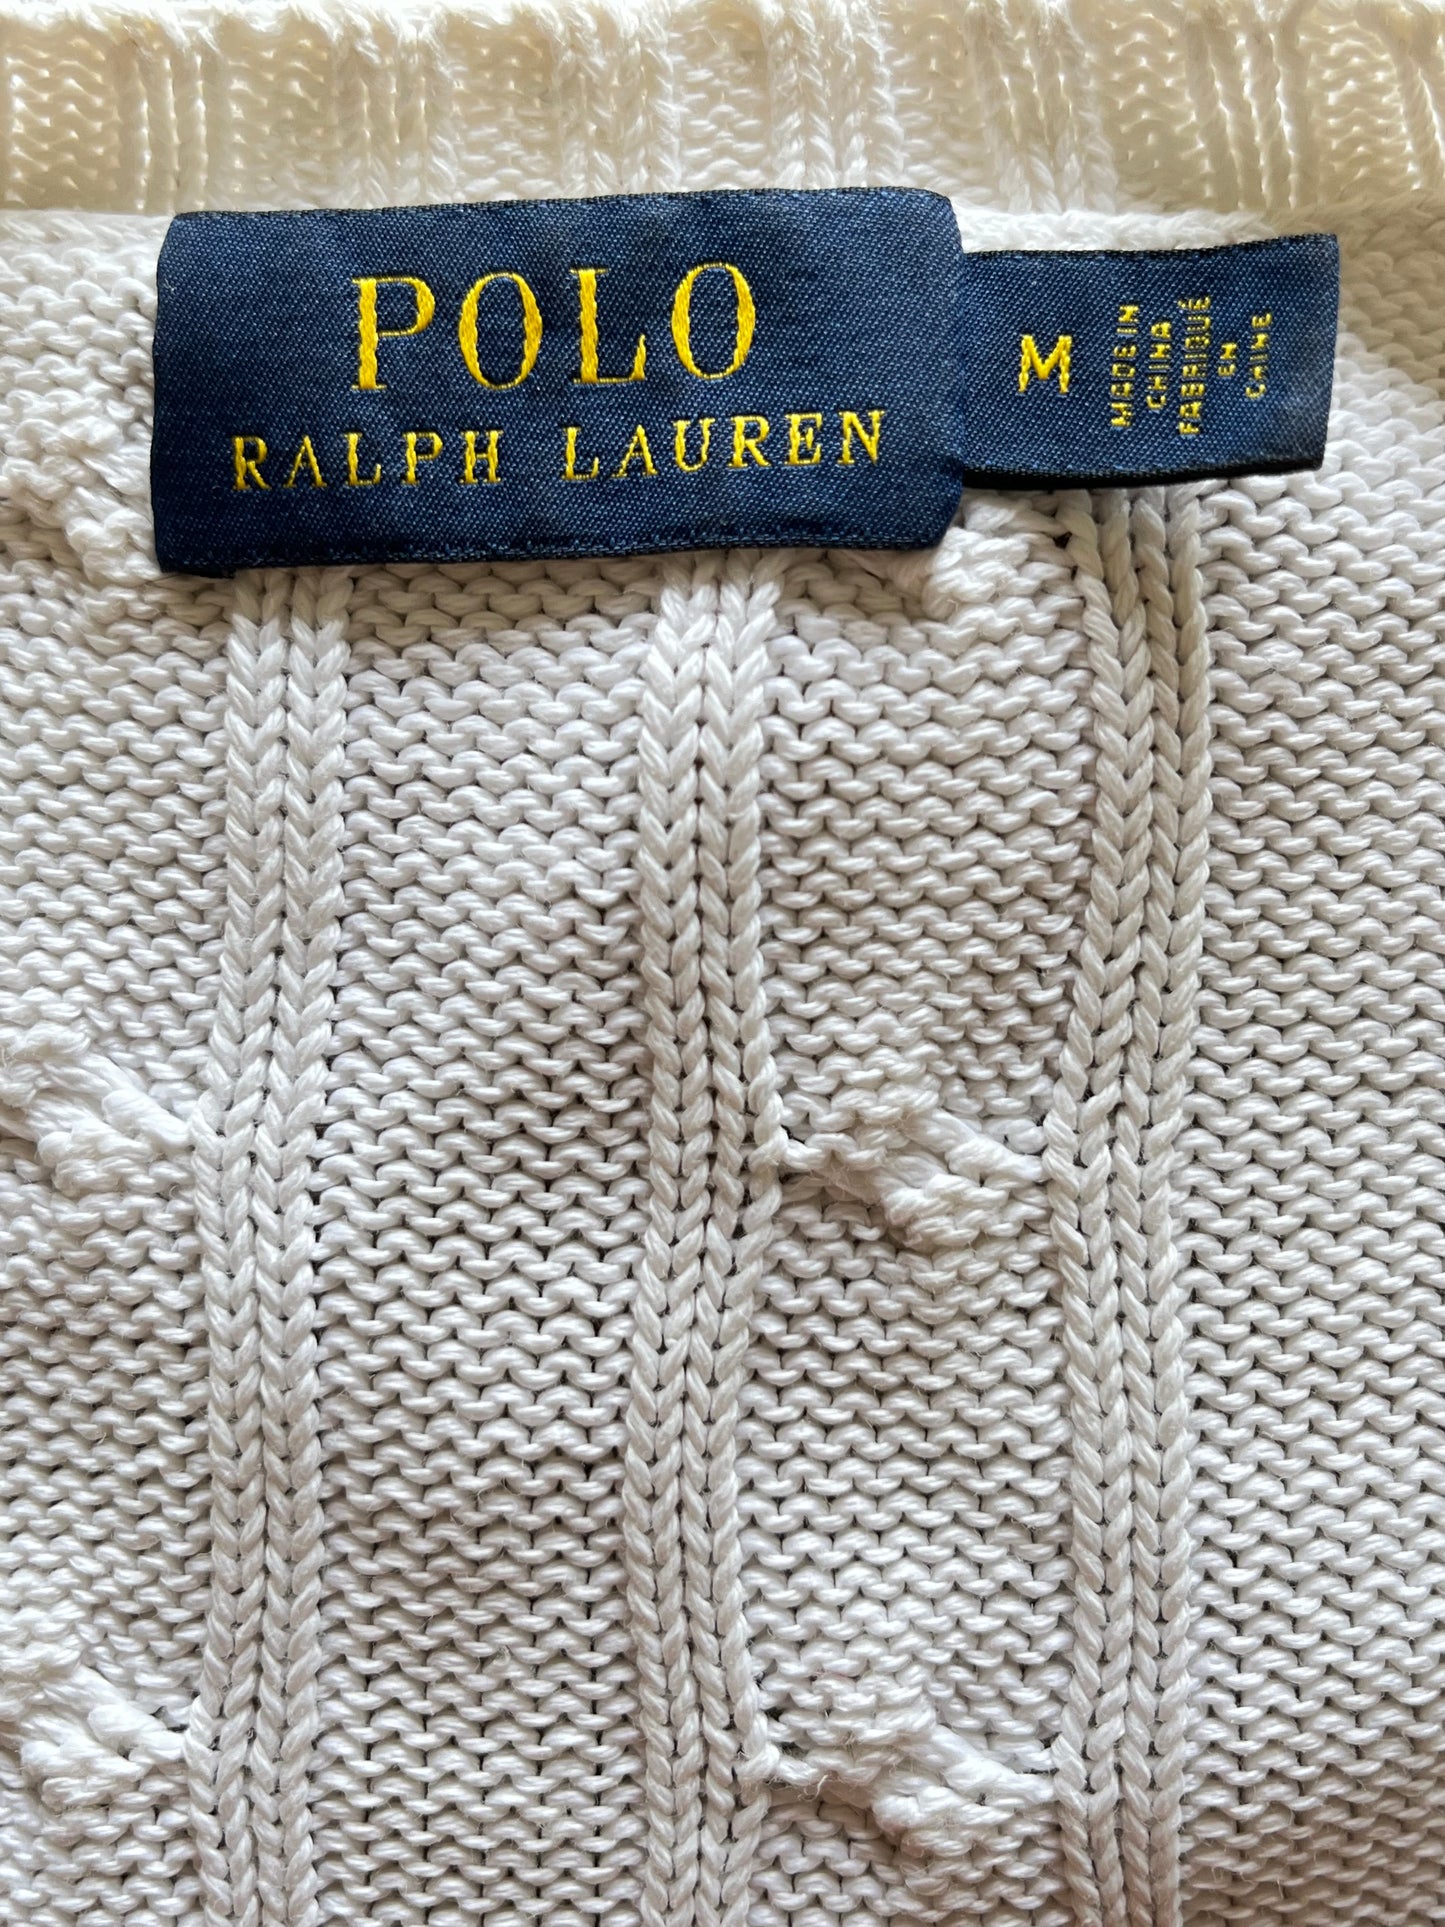 POLO
RALPH LAUREN
M
MADE IN
CHINA
FABRIQUÉ
EN
CHINE